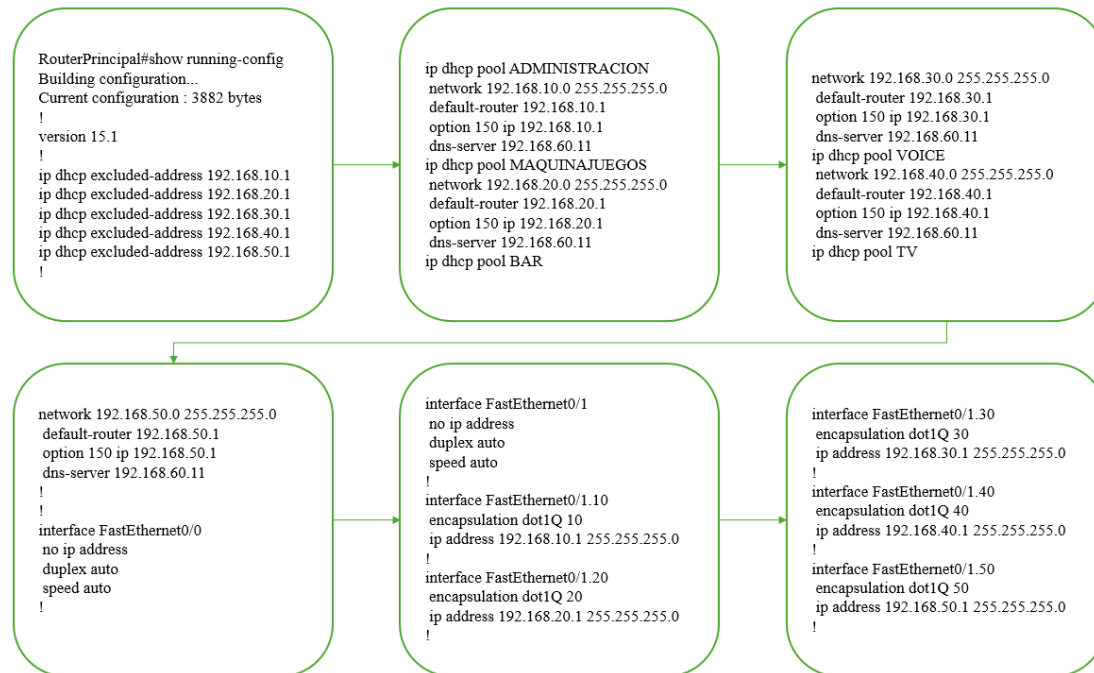 RouterPrincipal#show running-config
Building configuration...
Current configuration : 3882 bytes
!
version 15.1
!
ip dhcp excluded-address 192.168.10.1
ip dhcp excluded-address 192.168.20.1
ip dhcp excluded-address 192.168.30.1
ip dhcp excluded-address 192.168.40.1
ip dhcp excluded-address 192.168.50.1
!
ip dhcp pool ADMINISTRACION
network 192.168.10.0 255.255.255.0
default-router 192.168.10.1
option 150 ip 192.168.10.1
dns-server 192.168.60.11
ip dhcp pool MAQUINAJUEGOS
network 192.168.20.0 255.255.255.0
default-router 192.168.20.1
option 150 ip 192.168.20.1
dns-server 192.168.60.11
ip dhcp pool BAR
network 192.168.30.0 255.255.255.0
default-router 192.168.30.1
option 150 ip 192.168.30.1
dns-server 192.168.60.11
ip dhcp pool VOICE
network 192.168.40.0 255.255.255.0
default-router 192.168.40.1
option 150 ip 192.168.40.1
dns-server 192.168.60.11
ip dhcp pool TV
network 192.168.50.0 255.255.255.0
default-router 192.168.50.1
option 150 ip 192.168.50.1
dns-server 192.168.60.11
!
!
interface FastEthernet0/0
no ip address
duplex auto
speed auto
!
interface FastEthernet0/1
no ip address
duplex auto
speed auto
!
interface FastEthernet0/1.10
encapsulation dot1Q 10
ip address 192.168.10.1 255.255.255.0
!
interface FastEthernet0/1.20
encapsulation dot1Q 20
ip address 192.168.20.1 255.255.255.0
!
interface FastEthernet0/1.30
encapsulation dot1Q 30
ip address 192.168.30.1 255.255.255.0
!
interface FastEthernet0/1.40
encapsulation dot1Q 40
ip address 192.168.40.1 255.255.255.0
!
interface FastEthernet0/1.50
encapsulation dot1Q 50
ip address 192.168.50.1 255.255.255.0
!